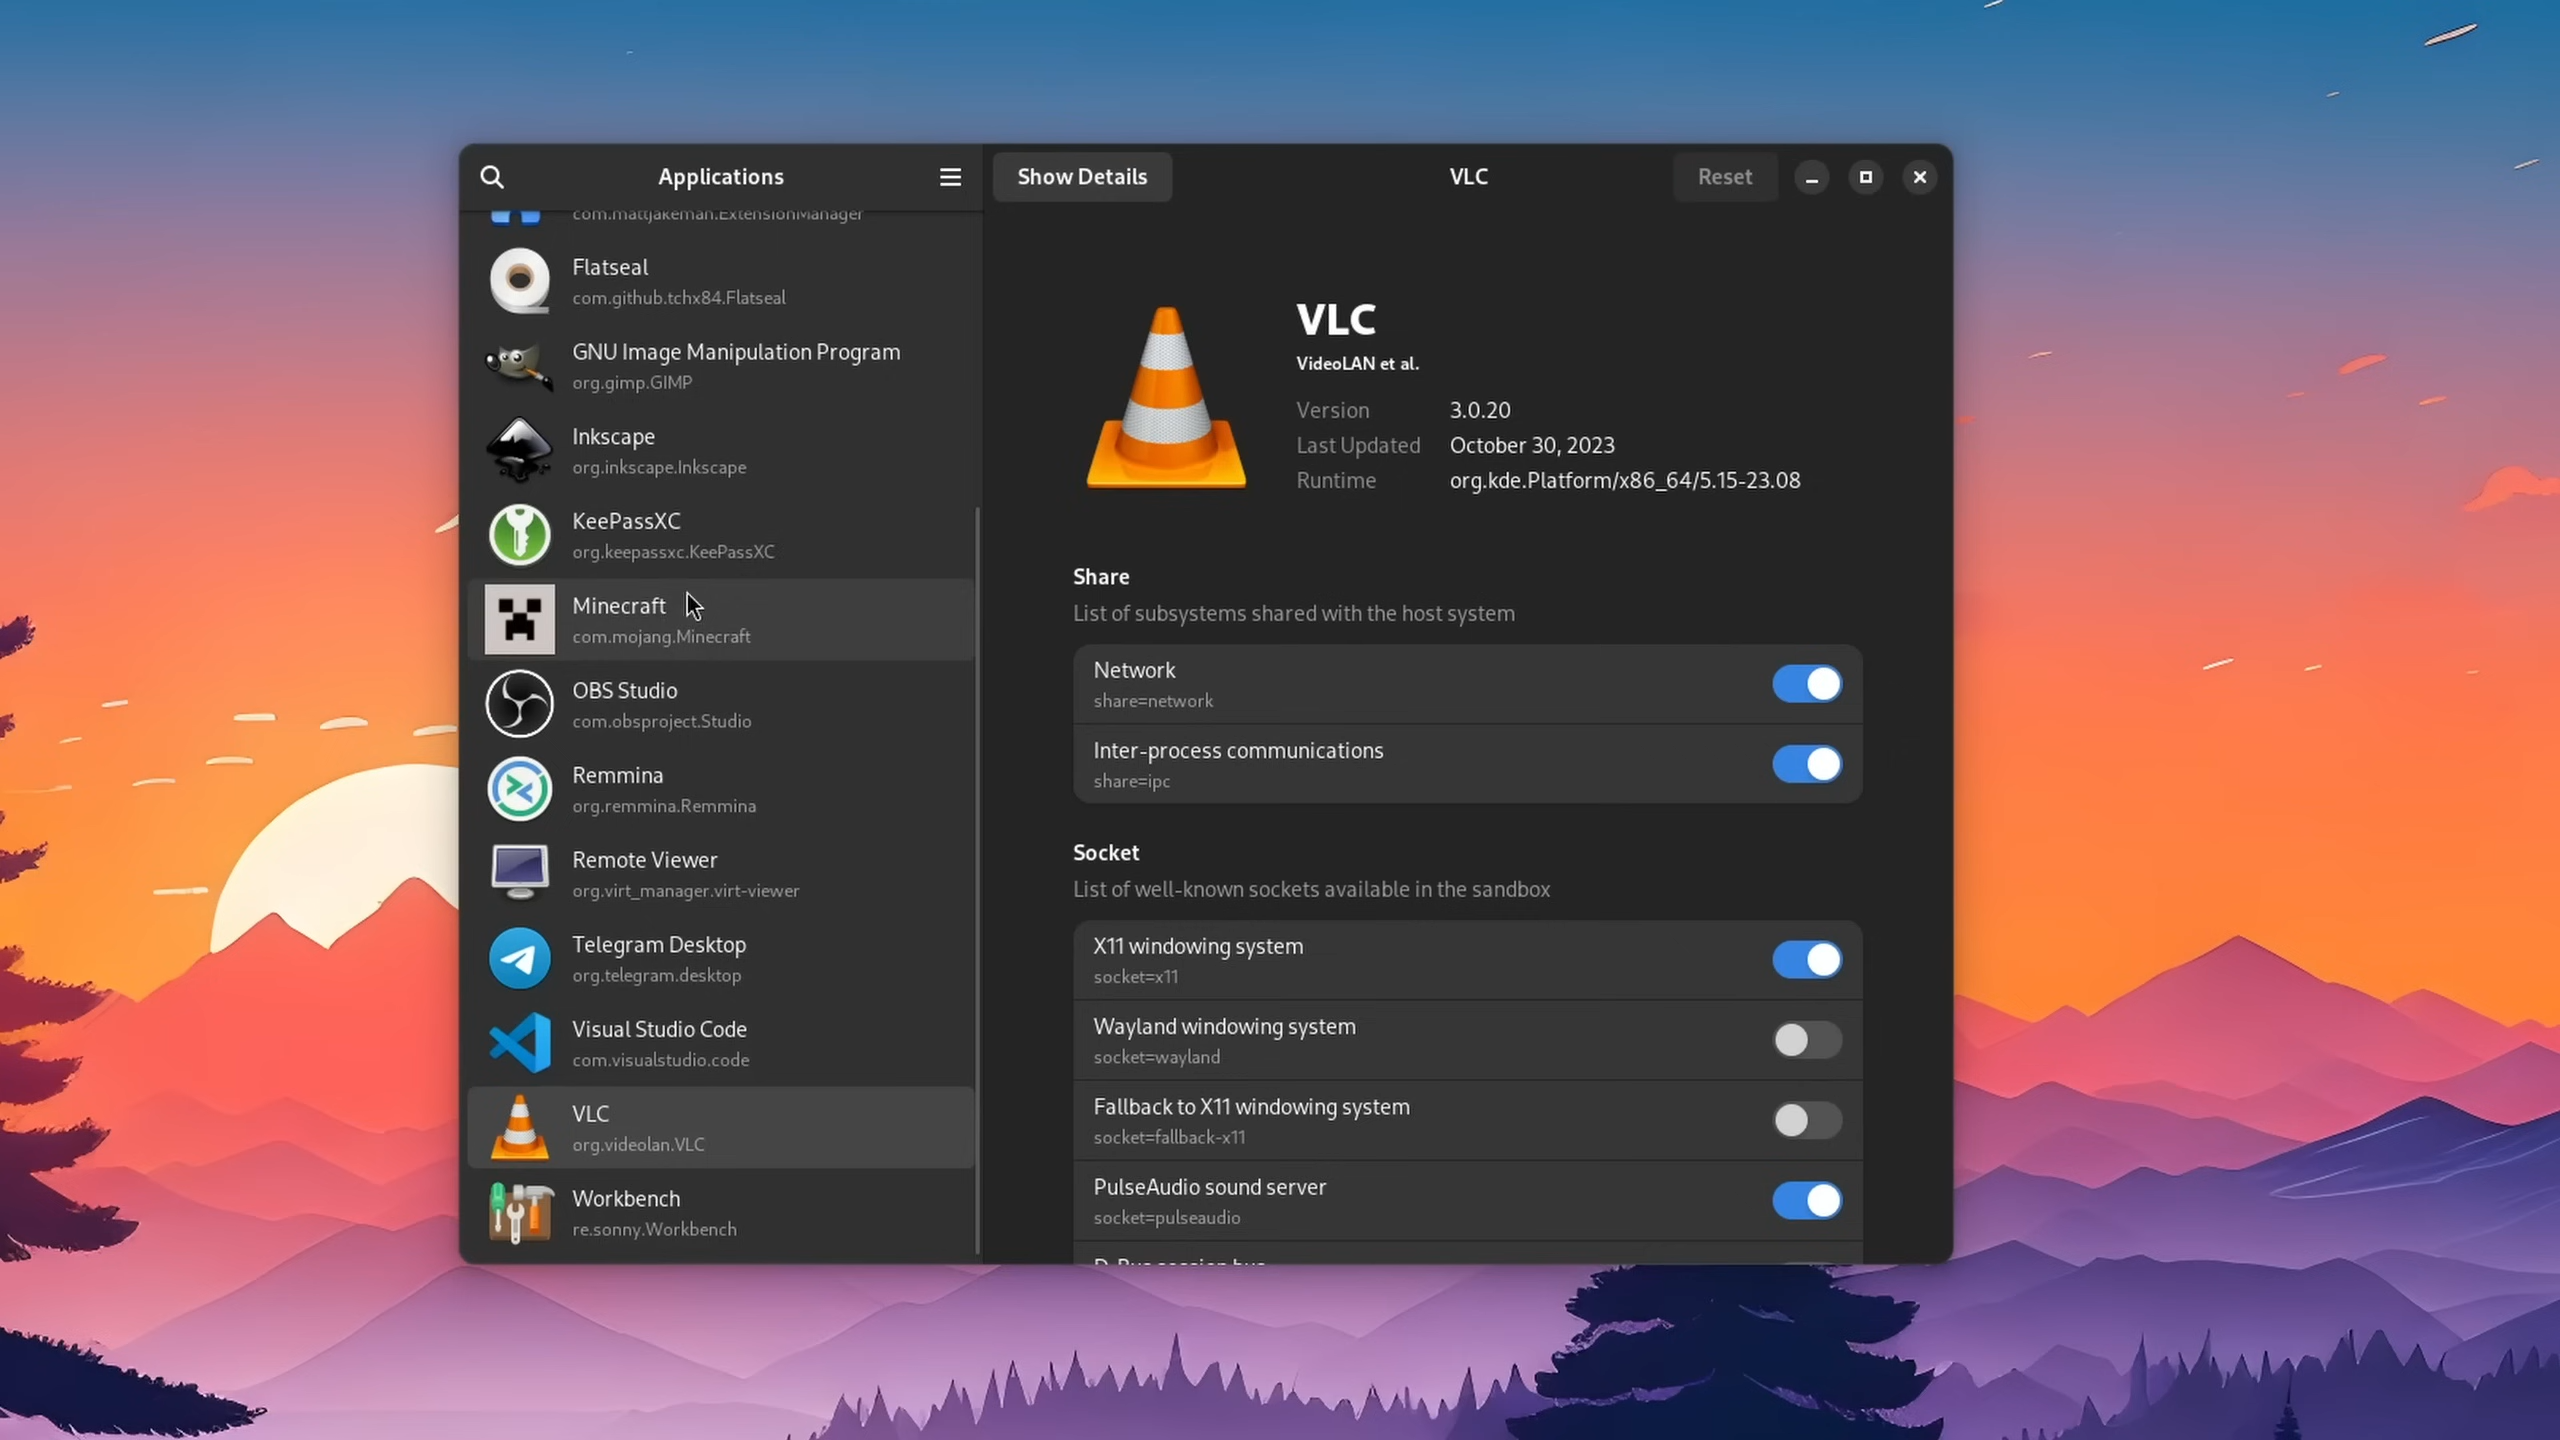 Applications
Show Details
VLC
Reset
com.mattjakeman.ExtensionManager
Flatseal
com.github.tchx84.Flatseal
GNU Image Manipulation Program
org.gimp.GIMP
Inkscape
org.inkscape.Inkscape
KeePassXC
org.keepassxc.KeePassXC
Minecraft
com.mojang.Minecraft
OBS Studio
com.obsproject.Studio
Remmina
org.remmina.Remmina
Remote Viewer
org.virt_manager.virt-viewer
Telegram Desktop
org.telegram.desktop
Visual Studio Code
com.visualstudio.code
VLC
org.videolan.VLC
Workbench
re.sonny.Workbench
VLC
VideoLAN et al.
Version 3.0.20
Last Updated October 30, 2023
Runtime org.kde.Platform/x86_64/5.15-23.08
Share
List of subsystems shared with the host system
Network
share=network
Inter-process communications
share=ipc
Socket
List of well-known sockets available in the sandbox
X11 windowing system
socket=x11
Wayland windowing system
socket=wayland
Fallback to X11 windowing system
socket=fallback-x11
PulseAudio sound server
socket=pulseaudio
D-Bus session bus